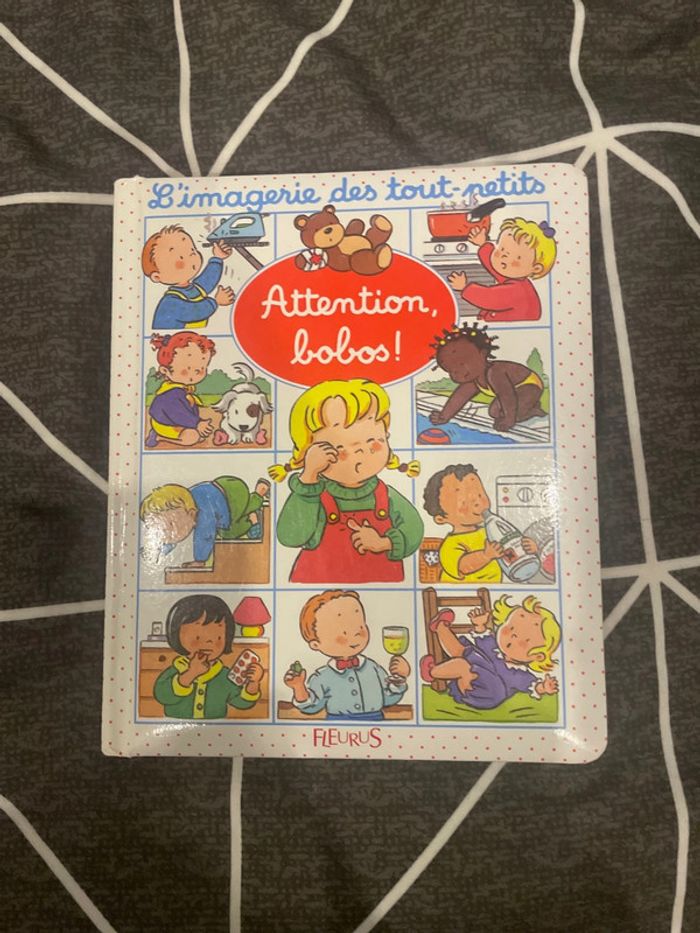 L'imagerie des tout-petits
Attention,
bobos!
FLEURUS